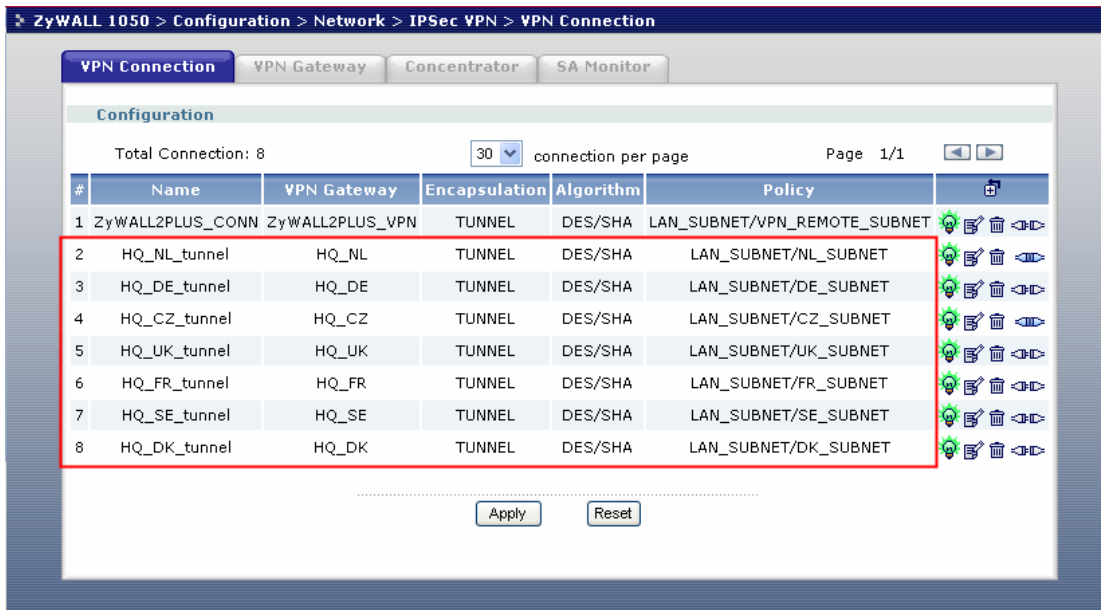 ZyWALL 1050 > Configuration > Network > IPSec VPN > VPN Connection
VPN Connection VPN Gateway Concentrator SA Monitor
Configuration
Total Connection: 8 30 connection per page Page 1/1
# Name VPN Gateway Encapsulation Algorithm Policy
1 ZyWALL2PLUS_CONN ZyWALL2PLUS_VPN TUNNEL DES/SHA LAN_SUBNET/VPN_REMOTE_SUBNET
2 HQ_NL_tunnel HQ_NL TUNNEL DES/SHA LAN_SUBNET/NL_SUBNET
3 HQ_DE_tunnel HQ_DE TUNNEL DES/SHA LAN_SUBNET/DE_SUBNET
4 HQ_CZ_tunnel HQ_CZ TUNNEL DES/SHA LAN_SUBNET/CZ_SUBNET
5 HQ_UK_tunnel HQ_UK TUNNEL DES/SHA LAN_SUBNET/UK_SUBNET
6 HQ_FR_tunnel HQ_FR TUNNEL DES/SHA LAN_SUBNET/FR_SUBNET
7 HQ_SE_tunnel HQ_SE TUNNEL DES/SHA LAN_SUBNET/SE_SUBNET
8 HQ_DK_tunnel HQ_DK TUNNEL DES/SHA LAN_SUBNET/DK_SUBNET
Apply Reset